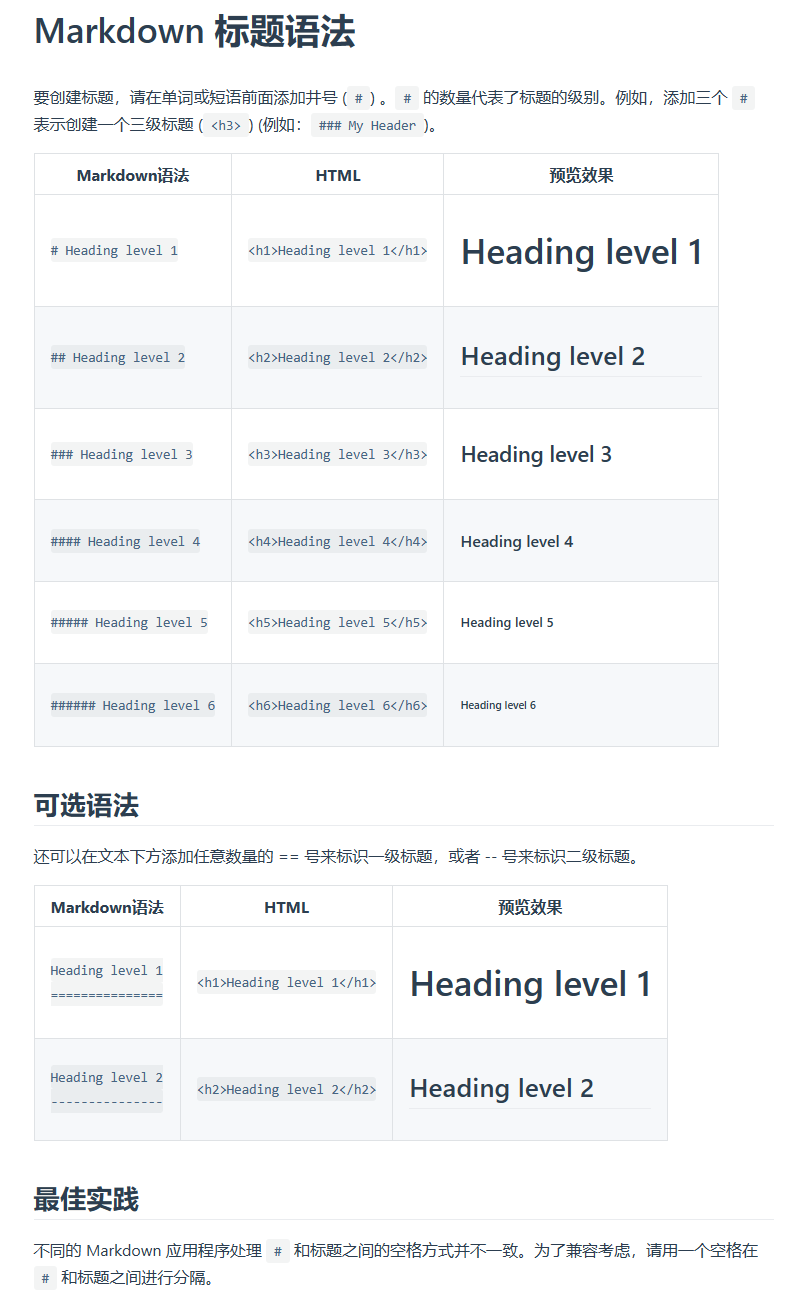 Markdown 标题语法
要创建标题，请在单词或短语前面添加井号 ( # ) 。 # 的数量代表了标题的级别。例如，添加三个 #
表示创建一个三级标题 ( <h3> ) (例如： ### My Header )。
Markdown语法 HTML 预览效果
# Heading level 1 <h1>Heading level 1</h1> Heading level 1
## Heading level 2 <h2>Heading level 2</h2> Heading level 2
### Heading level 3 <h3>Heading level 3</h3> Heading level 3
#### Heading level 4 <h4>Heading level 4</h4> Heading level 4
##### Heading level 5 <h5>Heading level 5</h5> Heading level 5
###### Heading level 6 <h6>Heading level 6</h6> Heading level 6
可选语法
还可以在文本下方添加任意数量的 == 号来标识一级标题，或者 -- 号来标识二级标题。
Markdown语法 HTML 预览效果
Heading level 1
=============== <h1>Heading level 1</h1> Heading level 1
Heading level 2
--------------- <h2>Heading level 2</h2> Heading level 2
最佳实践
不同的 Markdown 应用程序处理 # 和标题之间的空格方式并不一致。为了兼容考虑，请用一个空格在
# 和标题之间进行分隔。